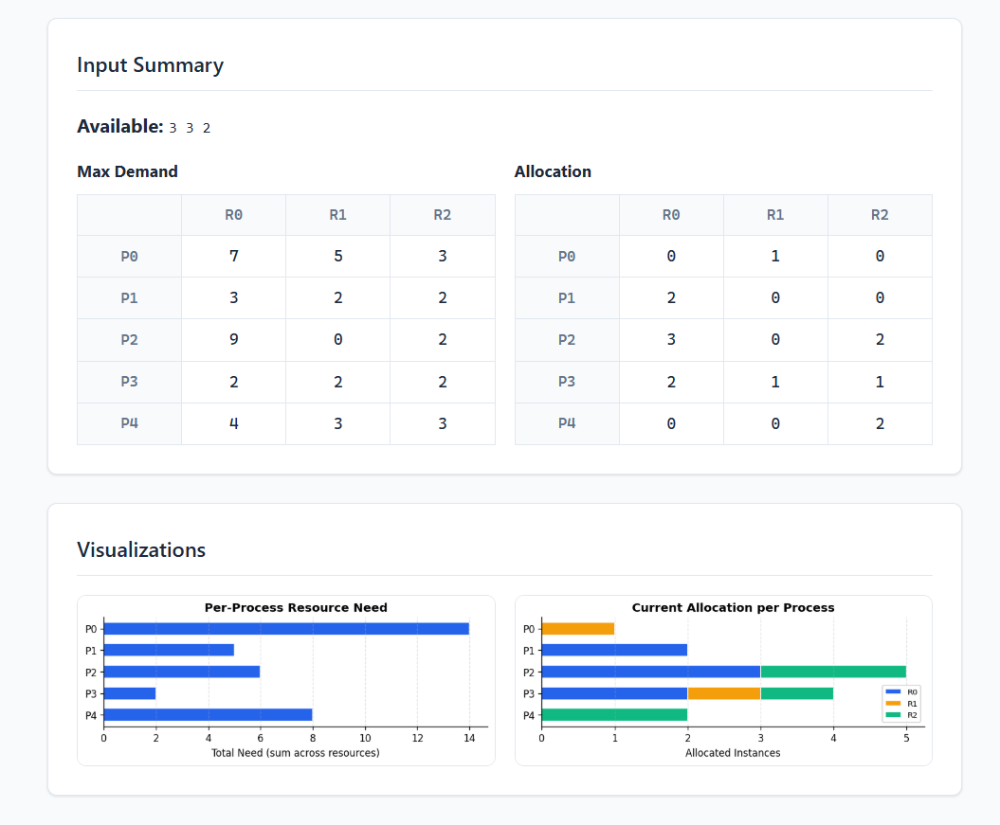 Input Summary
Available: 3 3 2
Max Demand
R0 R1 R2
P0 7 5 3
P1 3 2 2
P2 9 0 2
P3 2 2 2
P4 4 3 3
Allocation
R0 R1 R2
P0 0 1 0
P1 2 0 0
P2 3 0 2
P3 2 1 1
P4 0 0 2
Visualizations
Per-Process Resource Need
P0
P1
P2
P3
P4
0 2 4 6 8 10 12 14
Total Need (sum across resources)
Current Allocation per Process
P0
P1
P2
P3
P4
R0
R1
R2
0 1 2 3 4 5
Allocated Instances